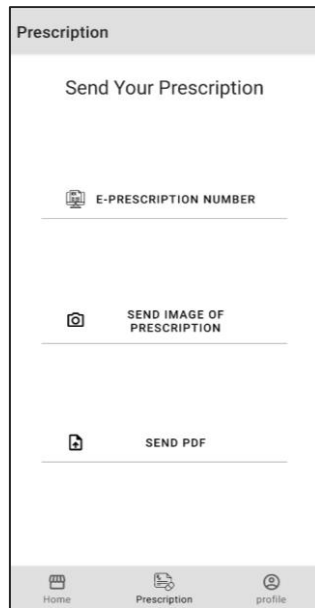 Prescription
Send Your Prescription
E-PRESCRIPTION NUMBER
SEND IMAGE OF
PRESCRIPTION
SEND PDF
Home
Prescription
profile